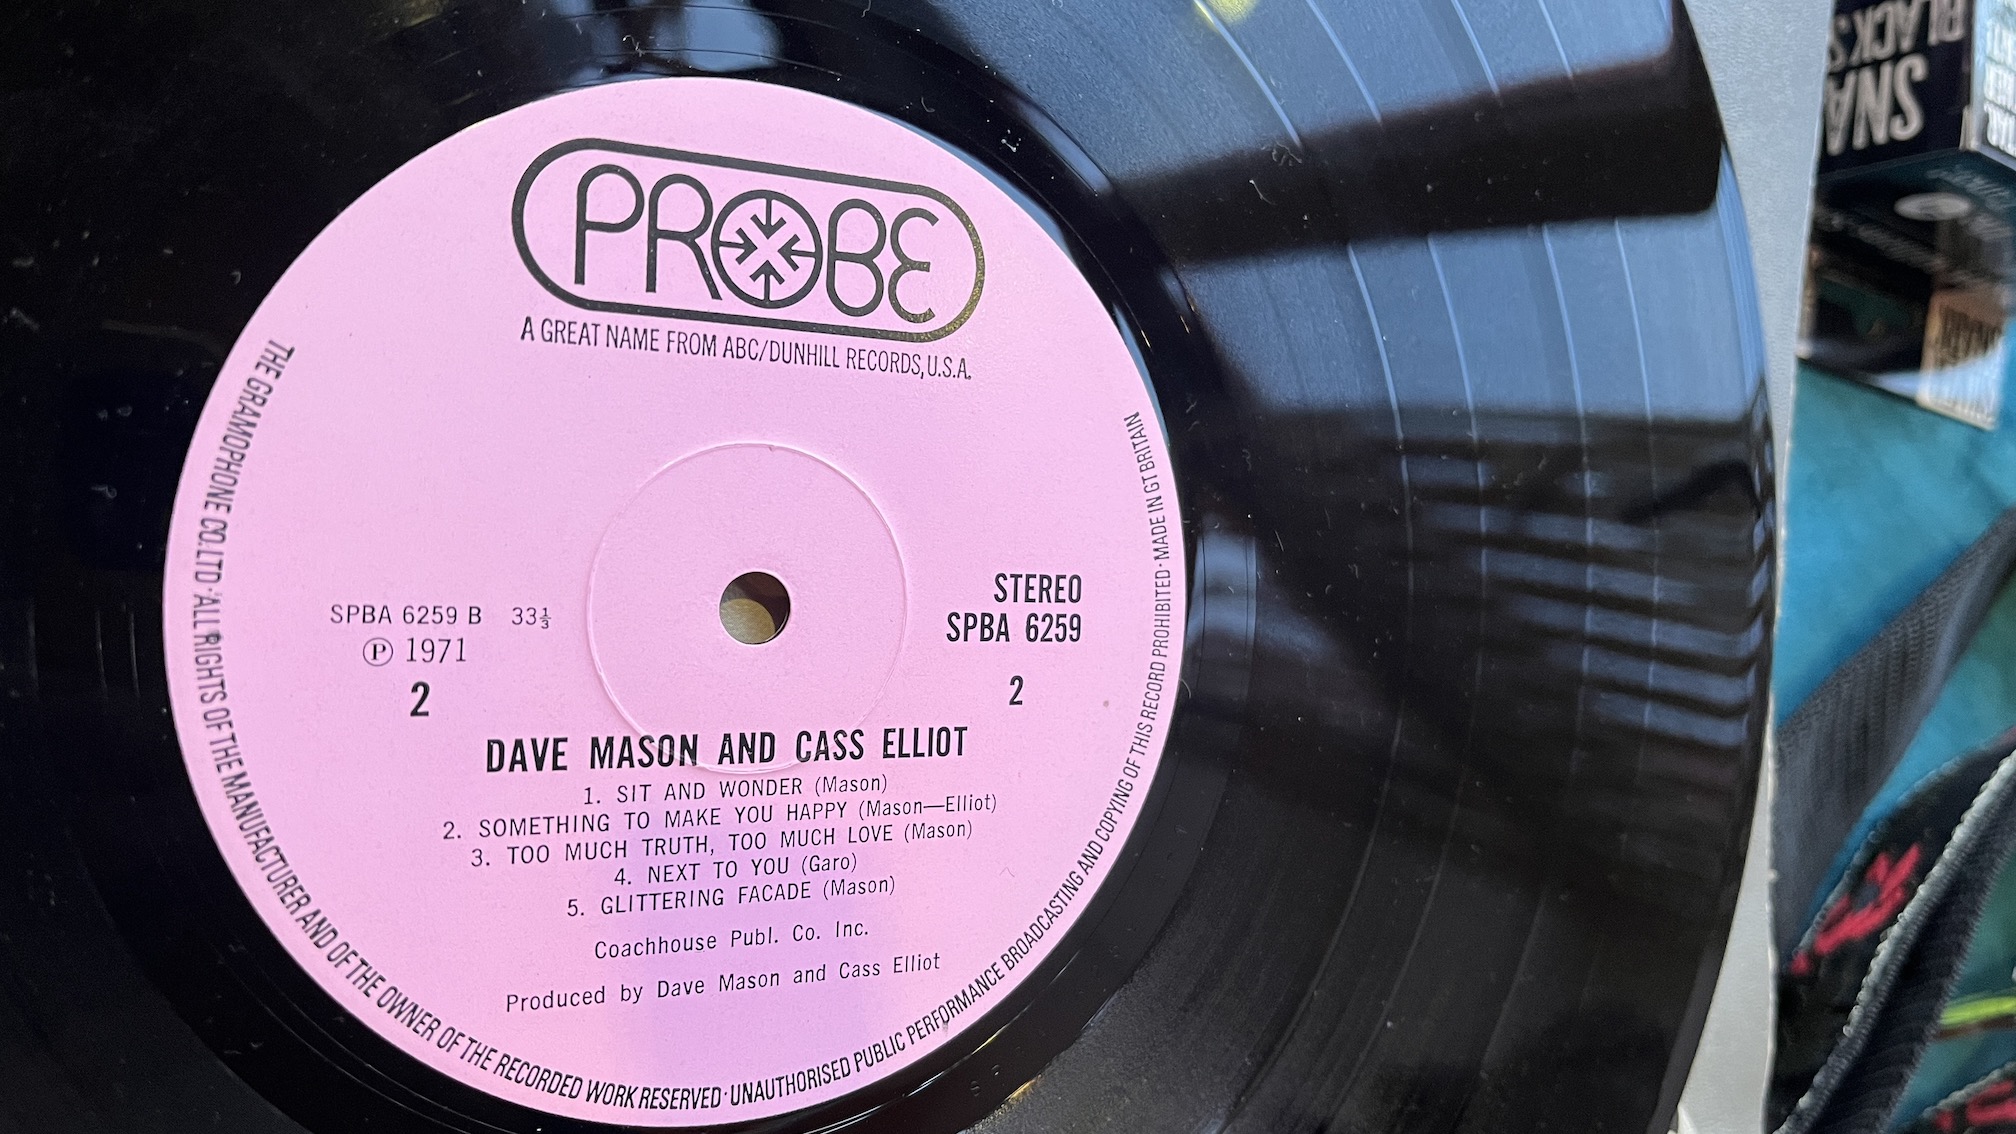 PROBE
A GREAT NAME FROM ABC/DUNHILL RECORDS, U.S.A.
SPBA 6259 B 33⅓
Ⓟ 1971
2
STEREO
SPBA 6259
2
DAVE MASON AND CASS ELLIOT
1. SIT AND WONDER (Mason)
2. SOMETHING TO MAKE YOU HAPPY (Mason—Elliot)
3. TOO MUCH TRUTH, TOO MUCH LOVE (Mason)
4. NEXT TO YOU (Garo)
5. GLITTERING FACADE (Mason)
Coachhouse Publ. Co. Inc.
Produced by Dave Mason and Cass Elliot
THE GRAMOPHONE CO. LTD · ALL RIGHTS OF THE MANUFACTURER AND OF THE OWNER OF THE RECORDED WORK RESERVED · UNAUTHORISED PUBLIC PERFORMANCE BROADCASTING AND COPYING OF THIS RECORD PROHIBITED · MADE IN GT BRITAIN